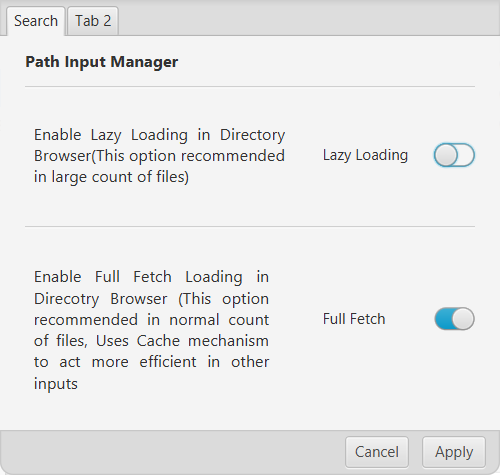 Search Tab 2
Path Input Manager
Enable Lazy Loading in Directory
Browser(This option recommended
in large count of files)
Lazy Loading
Enable Full Fetch Loading in
Direcotry Browser (This option
recommended in normal count
of files, Uses Cache mechanism
to act more efficient in other
inputs
Full Fetch
Cancel Apply